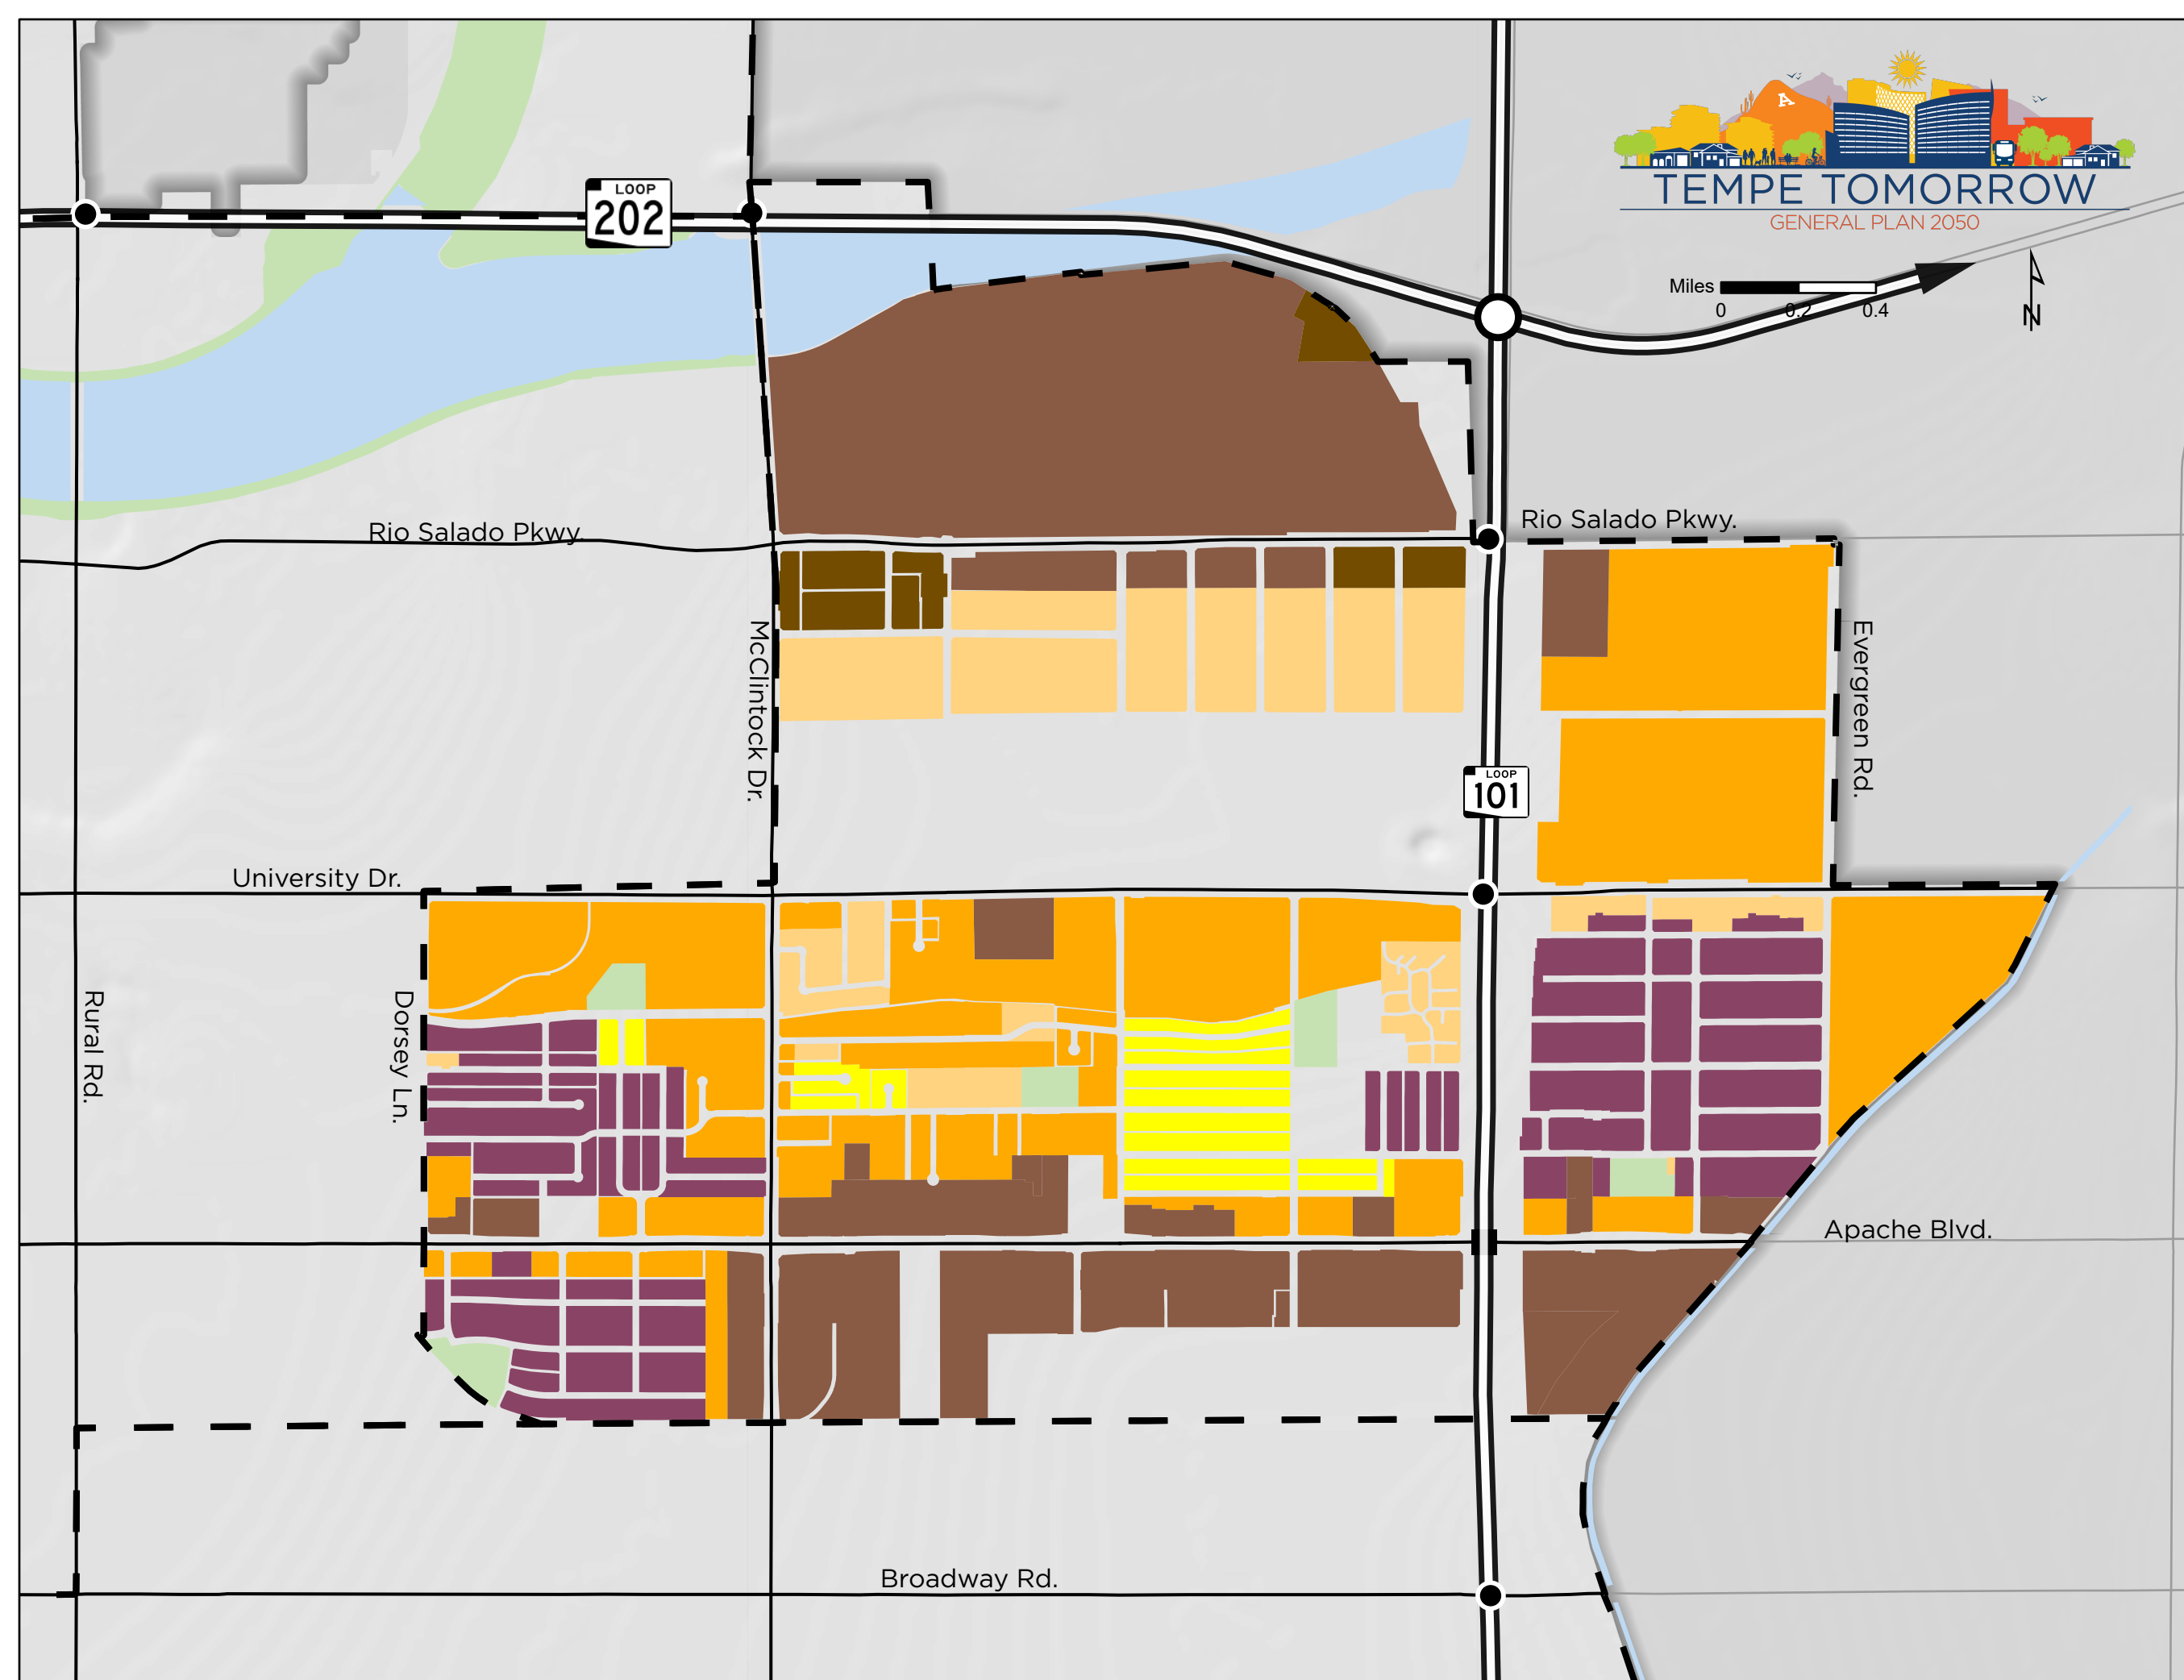 LOOP
202
A
TEMPE TOMORROW
GENERAL PLAN 2050
Miles
0 0.2 0.4
N
Rio Salado Pkwy.
Rio Salado Pkwy.
McClintock Dr.
Evergreen Rd.
LOOP
101
University Dr.
Rural Rd.
Dorsey Ln.
Apache Blvd.
Broadway Rd.